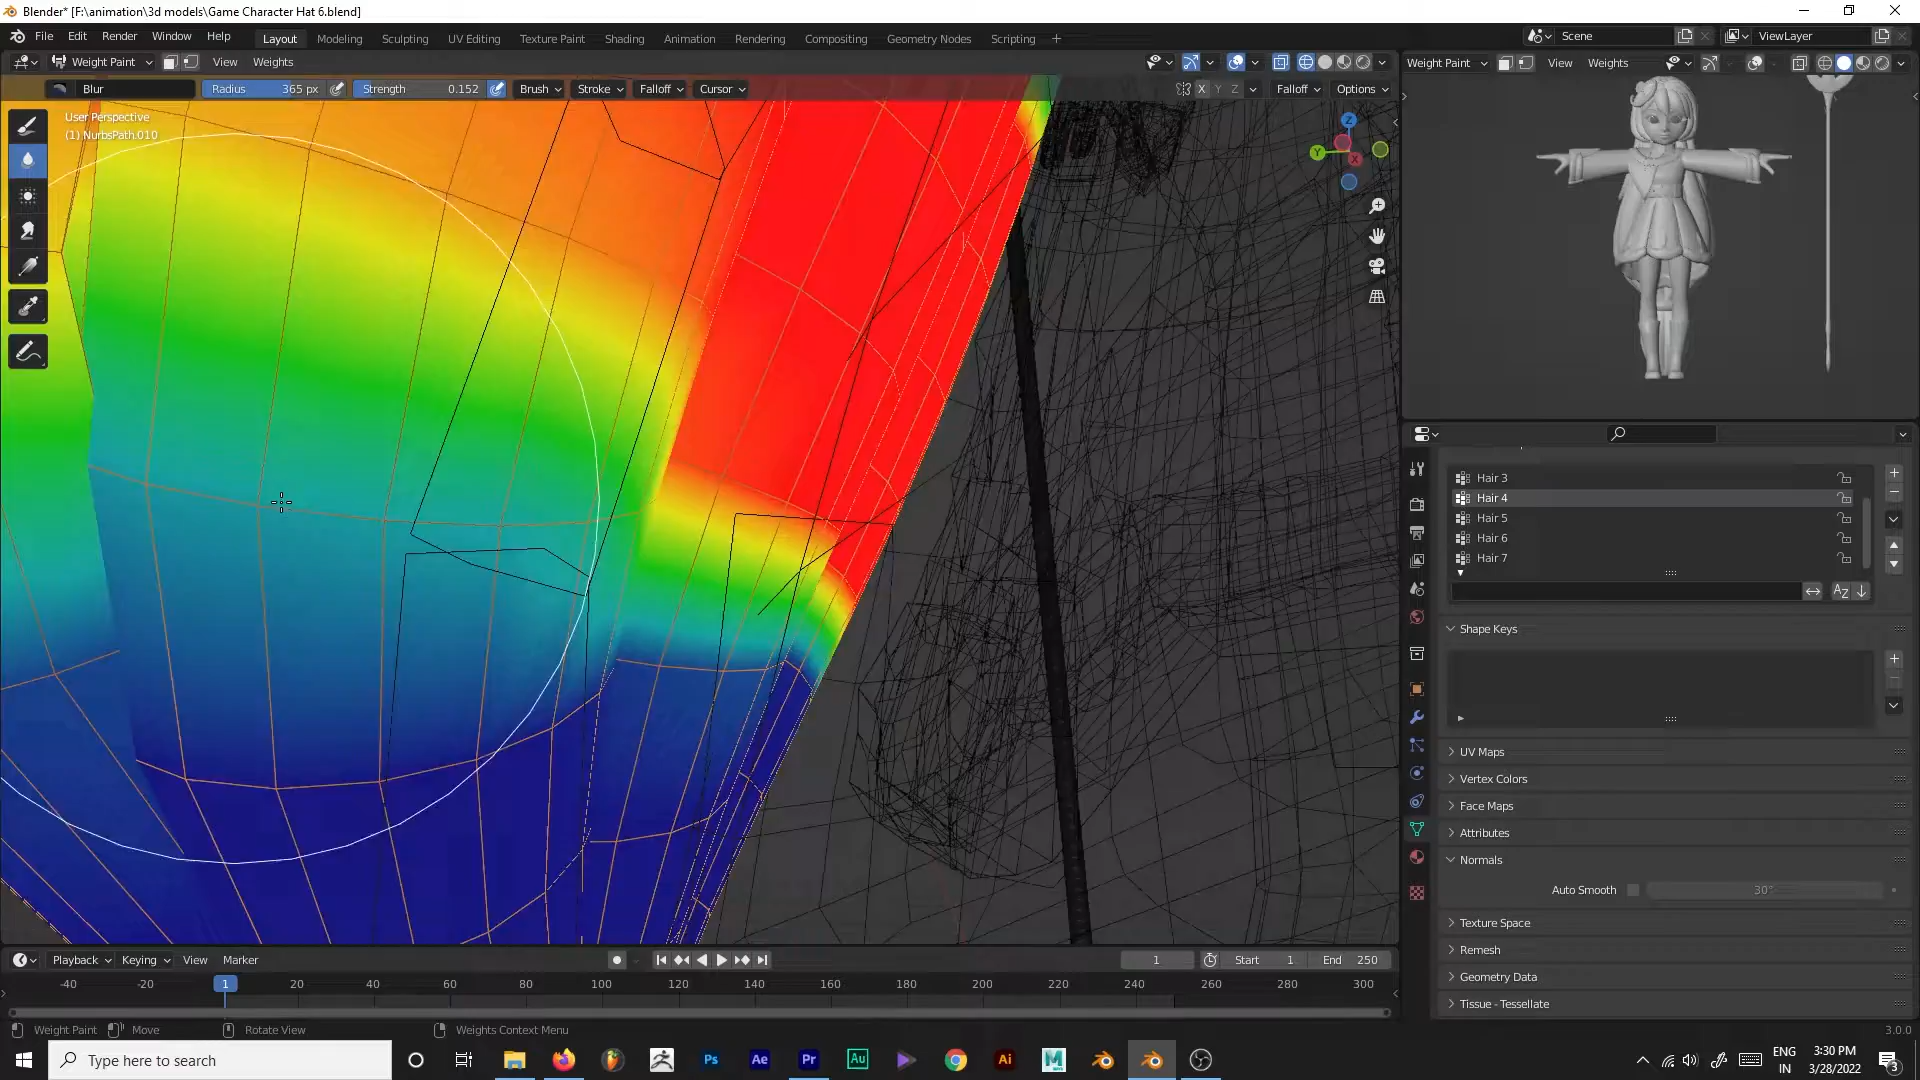 Blender* [F:\animation\3d models\Game Character Hat 6.blend]
File Edit Render Window Help Layout Modeling Sculpting UV Editing Texture Paint Shading Animation Rendering Compositing Geometry Nodes Scripting + Scene ViewLayer
Weight Paint View Weights Weight Paint View Weights
Blur Radius 365 px Strength 0.152 Brush Stroke Falloff Cursor X Y Z Falloff Options
User Perspective
(1) NurbsPath.010
Z
Y
X
Hair 3
Hair 4
Hair 5
Hair 6
Hair 7
Shape Keys
UV Maps
Vertex Colors
Face Maps
Attributes
Normals
Auto Smooth 30°
Texture Space
Remesh
Geometry Data
Tissue - Tessellate
Playback Keying View Marker 1 Start 1 End 250
-40 -20 1 20 40 60 80 100 120 140 160 180 200 220 240 260 280 300
Weight Paint Move Rotate View Weights Context Menu 3.0.0
Type here to search Ps Ae Pr Au Ai M ENG IN 3:30 PM 3/28/2022 3